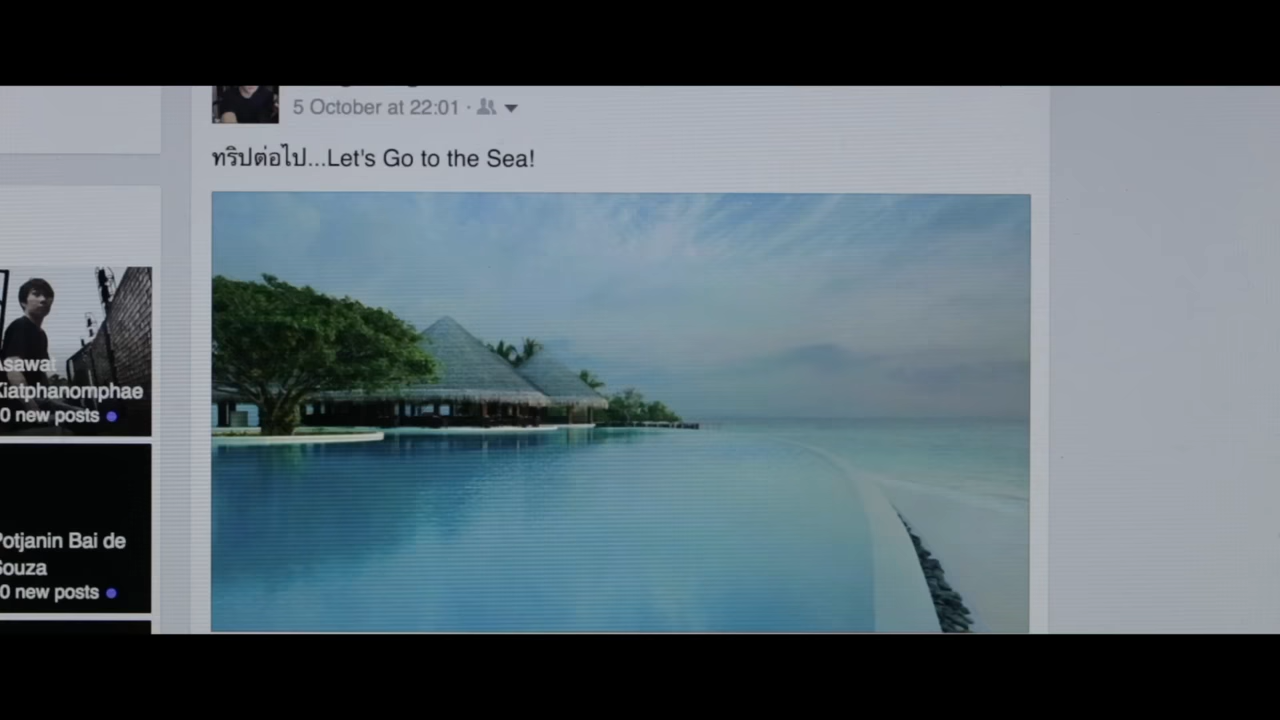 5 October at 22:01 ·
ทริปต่อไป...Let's Go to the Sea!
Asawat
Kiatphanomphae
0 new posts
Potjanin Bai de
Souza
0 new posts